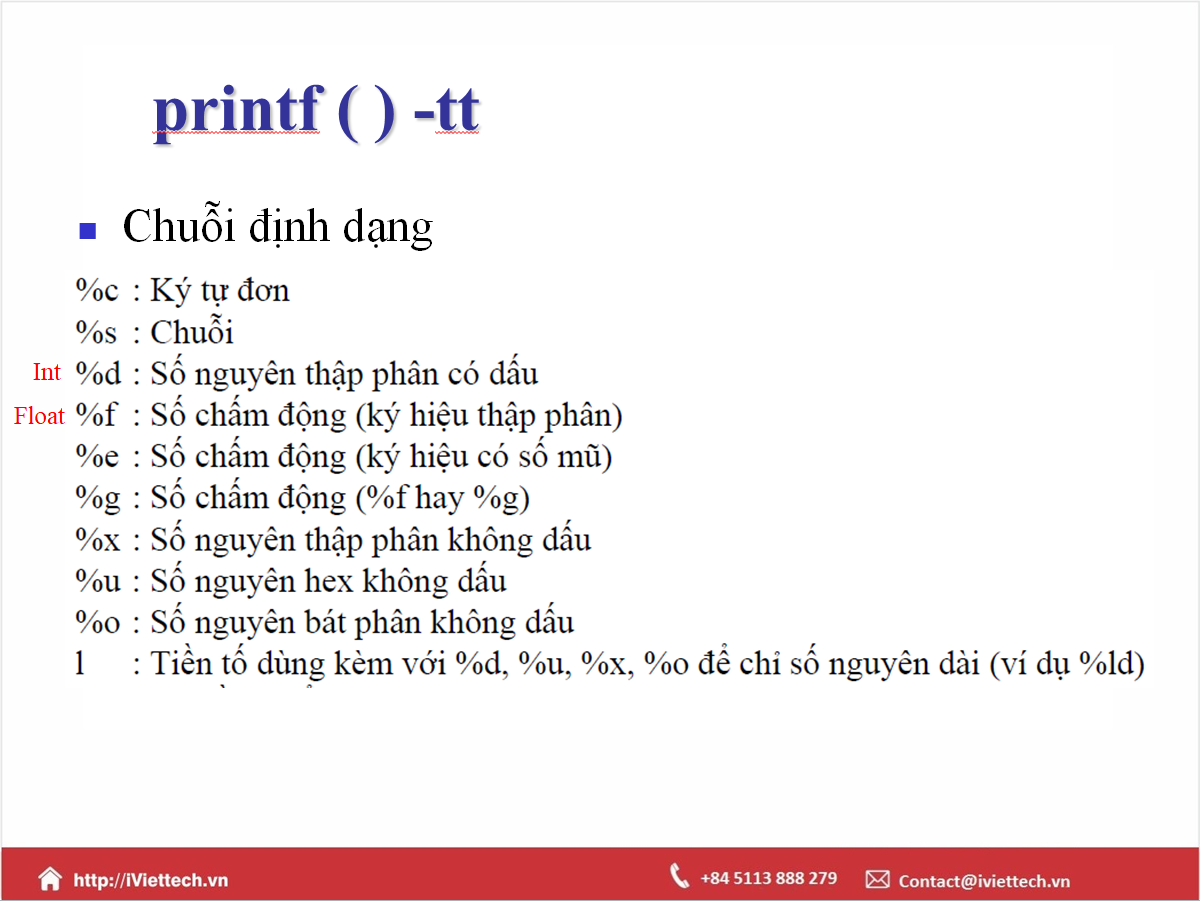 printf ( ) -tt
Chuỗi định dạng
%c : Ký tự đơn
%s : Chuỗi
Int %d : Số nguyên thập phân có dấu
Float %f : Số chấm động (ký hiệu thập phân)
%e : Số chấm động (ký hiệu có số mũ)
%g : Số chấm động (%f hay %g)
%x : Số nguyên thập phân không dấu
%u : Số nguyên hex không dấu
%o : Số nguyên bát phân không dấu
l : Tiền tố dùng kèm với %d, %u, %x, %o để chỉ số nguyên dài (ví dụ %ld)
http://iViettech.vn +84 5113 888 279 Contact@iviettech.vn